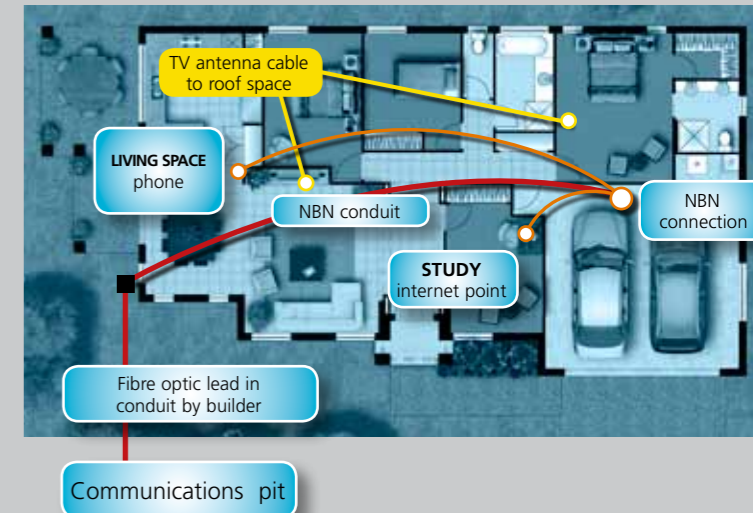 TV antenna cable
to roof space
LIVING SPACE
phone
NBN conduit
NBN
connection
STUDY
internet point
Fibre optic lead in
conduit by builder
Communications pit